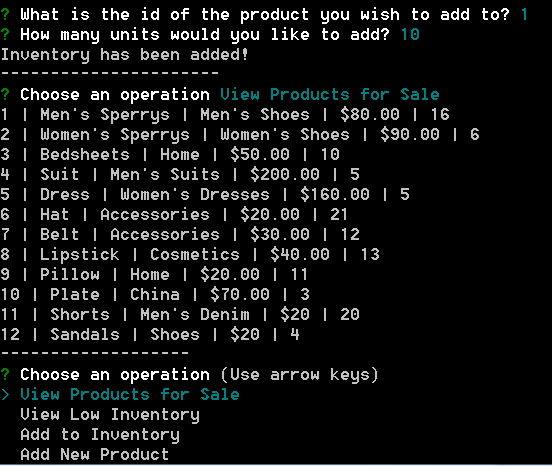 ? What is the id of the product you wish to add to? 1
? How many units would you like to add? 10
Inventory has been added!
----------------------
? Choose an operation View Products for Sale
1 | Men's Sperrys | Men's Shoes | $80.00 | 16
2 | Women's Sperrys | Women's Shoes | $90.00 | 6
3 | Bedsheets | Home | $50.00 | 10
4 | Suit | Men's Suits | $200.00 | 5
5 | Dress | Women's Dresses | $160.00 | 5
6 | Hat | Accessories | $20.00 | 21
7 | Belt | Accessories | $30.00 | 12
8 | Lipstick | Cosmetics | $40.00 | 13
9 | Pillow | Home | $20.00 | 11
10 | Plate | China | $70.00 | 3
11 | Shorts | Men's Denim | $20 | 20
12 | Sandals | Shoes | $20 | 4
-------------------
? Choose an operation (Use arrow keys)
> View Products for Sale
View Low Inventory
Add to Inventory
Add New Product